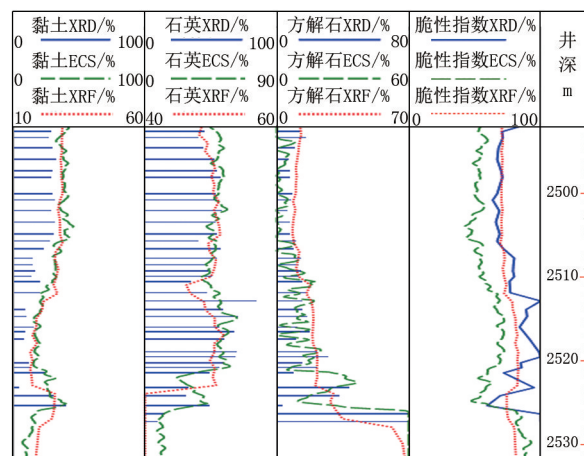 黏土XRD/% 石英XRD/% 方解石XRD/% 脆性指数XRD/% 井
0 100 0 100 0 80
黏土ECS/% 石英ECS/% 方解石ECS/% 脆性指数ECS/% 深
0 100 0 90 0 60
黏土XRF/% 石英XRF/% 方解石XRF/% 脆性指数XRF/% m
10 60 40 60 0 70 0 100
2500
2510
2520
2530